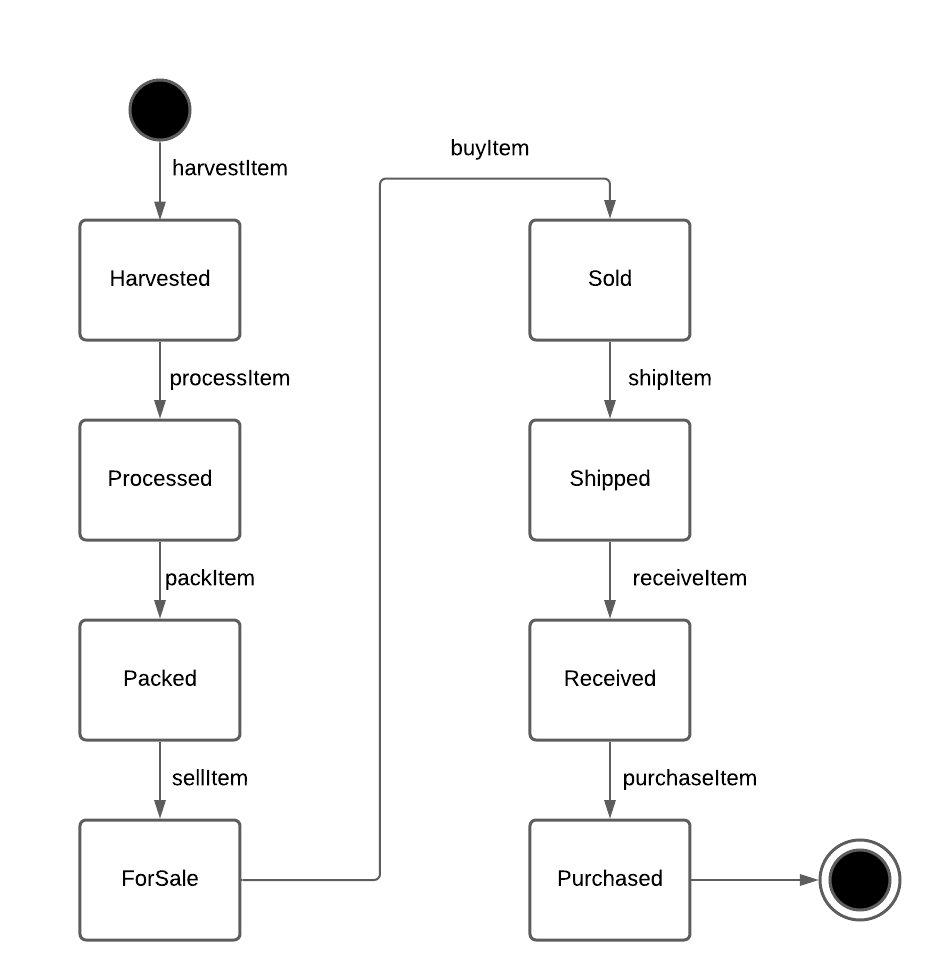 harvestItem
Harvested
processItem
Processed
packItem
Packed
sellItem
ForSale
buyItem
Sold
shipItem
Shipped
receiveItem
Received
purchaseItem
Purchased